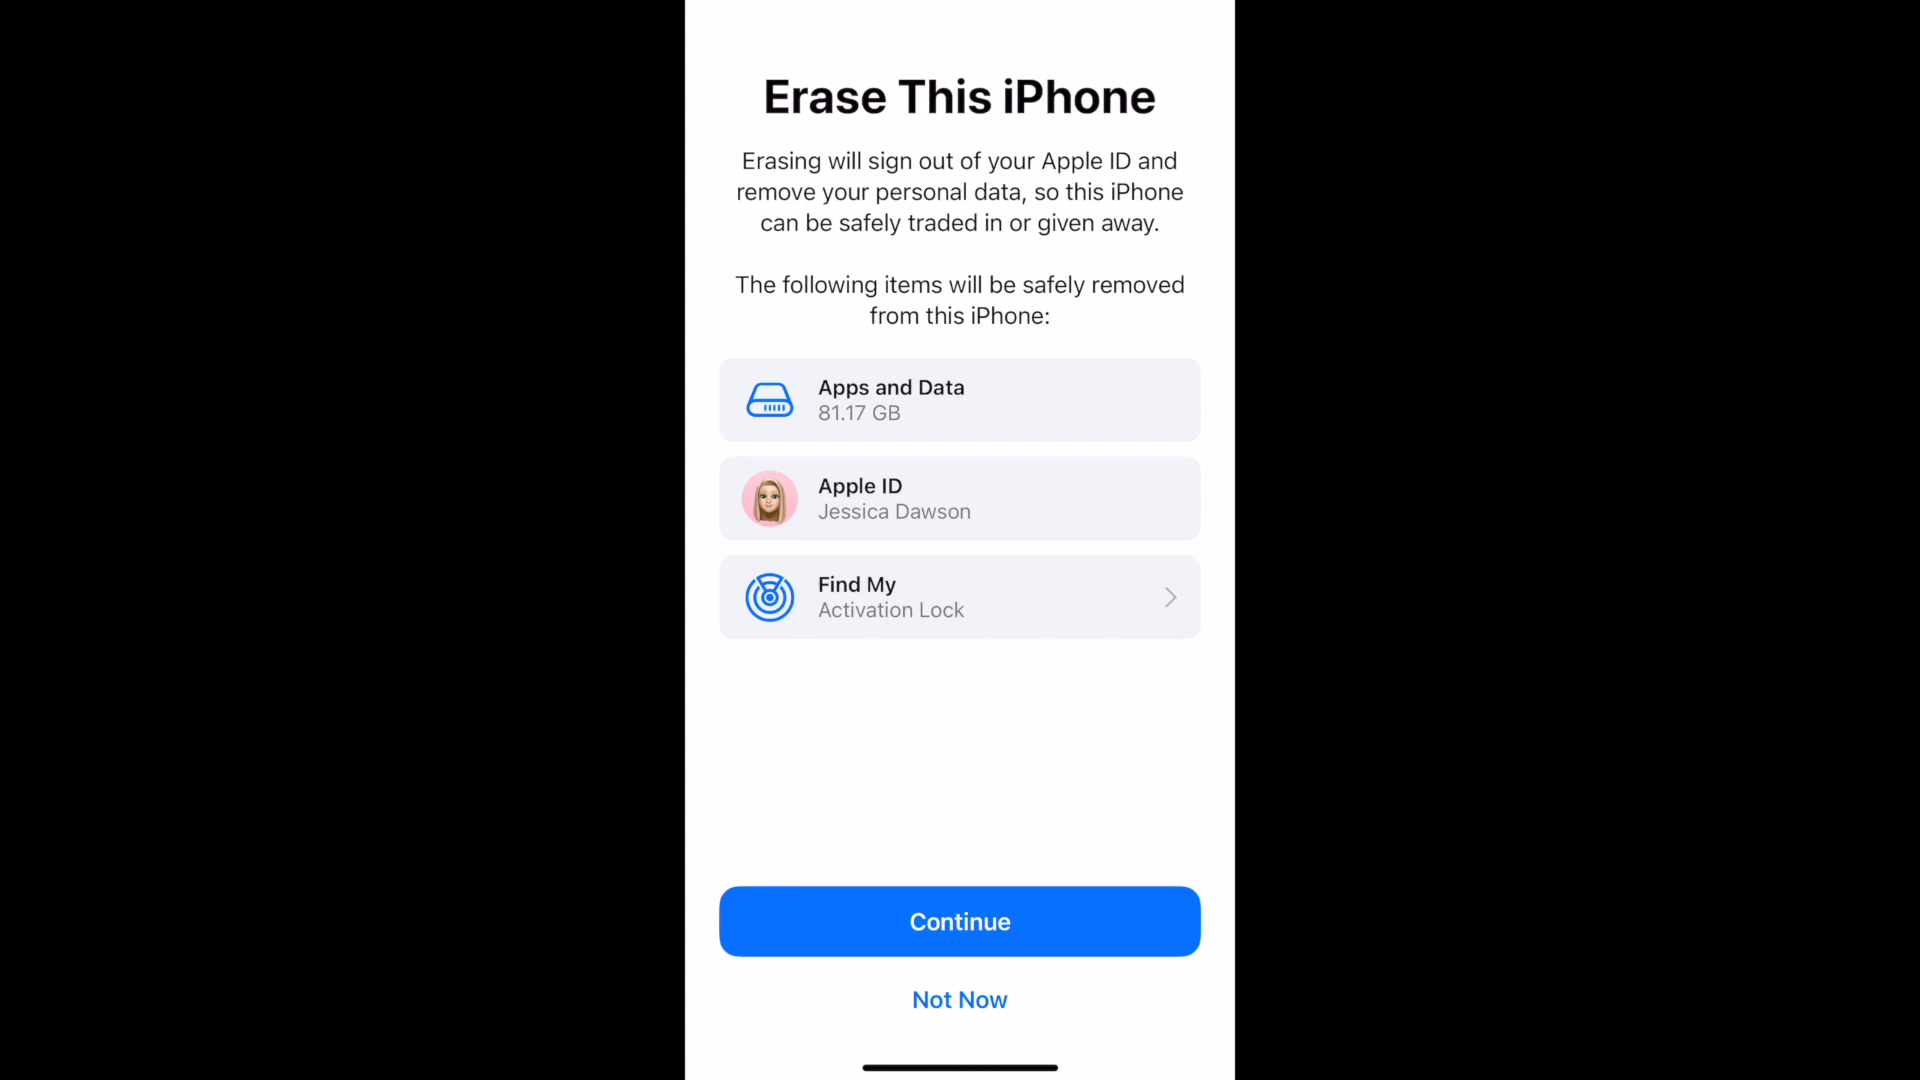 Erase This iPhone
Erasing will sign out of your Apple ID and
remove your personal data, so this iPhone
can be safely traded in or given away.
The following items will be safely removed
from this iPhone:
Apps and Data
81.17 GB
Apple ID
Jessica Dawson
Find My
Activation Lock
Continue
Not Now